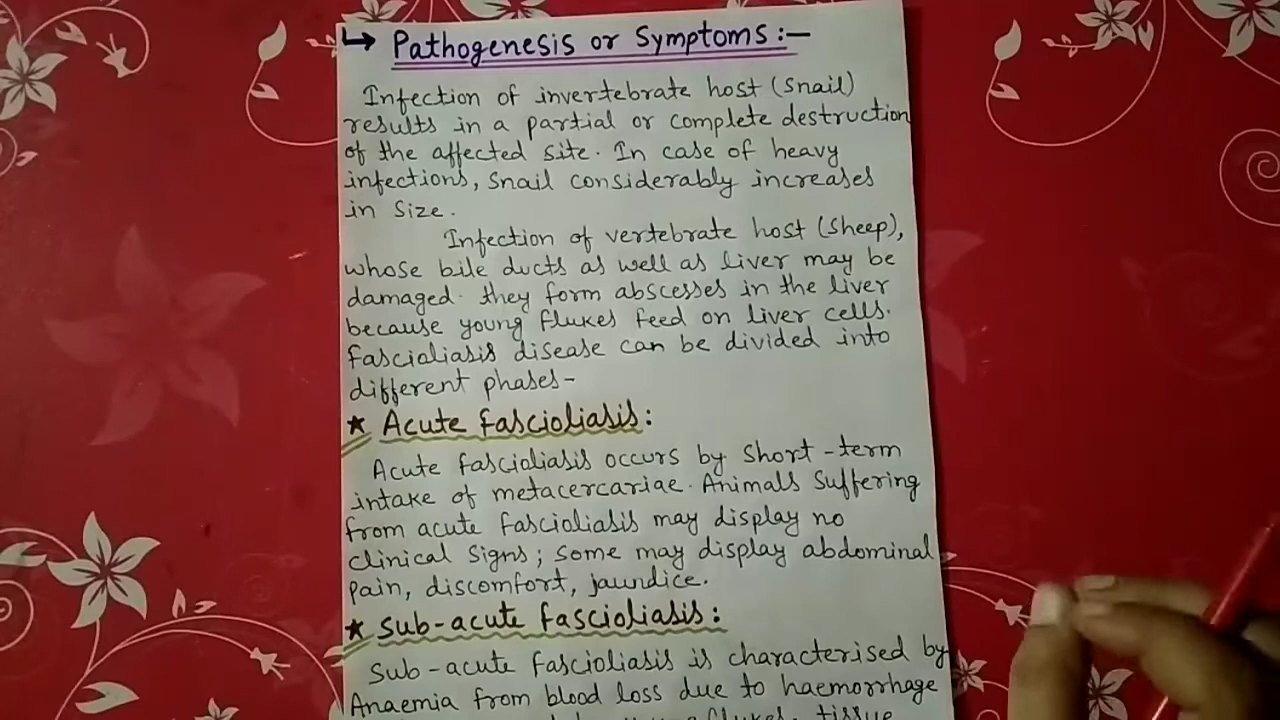 ↳ Pathogenesis or Symptoms :–
Infection of invertebrate host (Snail)
results in a partial or complete destruction
of the affected site. In case of heavy
infections, Snail considerably increases
in Size.
Infection of vertebrate host (Sheep),
whose bile ducts as well as liver may be
damaged. they form abscesses in the liver
because young flukes feed on liver cells.
Fascioliasis disease can be divided into
different phases-
★ Acute fascioliasis:
Acute fascioliasis occurs by Short-term
intake of metacercariae. Animals Suffering
from acute fascioliasis may display no
Clinical Signs; Some may display abdominal
Pain, discomfort, jaundice.
★ Sub-acute fascioliasis:
Sub-acute fascioliasis is characterised by
Anaemia from blood loss due to haemorrhage
flukes, tissue